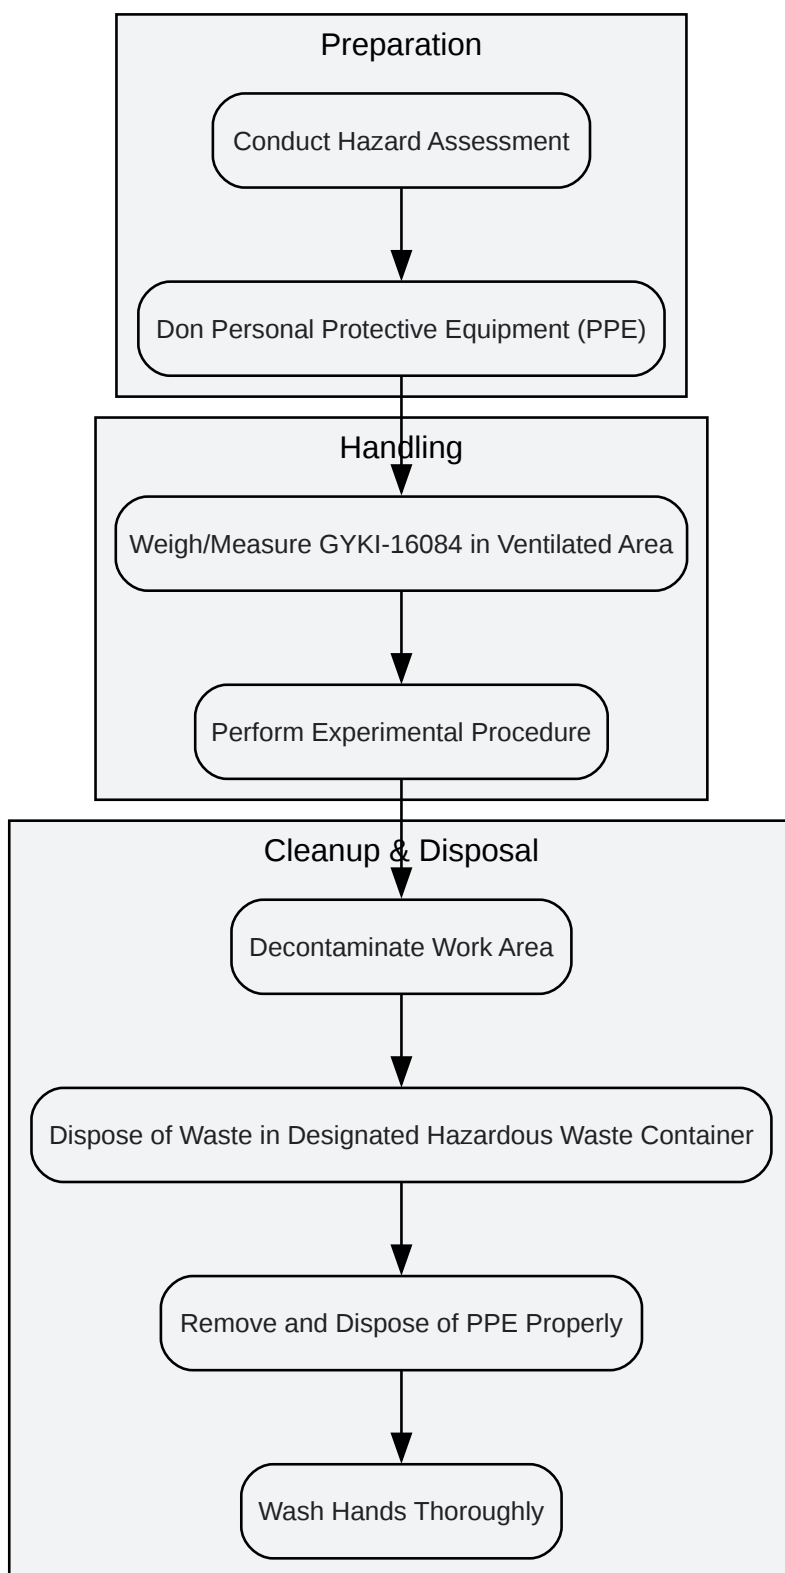 Preparation
Conduct Hazard Assessment
Don Personal Protective Equipment (PPE)
Handling
Weigh/Measure GYKI-16084 in Ventilated Area
Perform Experimental Procedure
Cleanup & Disposal
Decontaminate Work Area
Dispose of Waste in Designated Hazardous Waste Container
Remove and Dispose of PPE Properly
Wash Hands Thoroughly